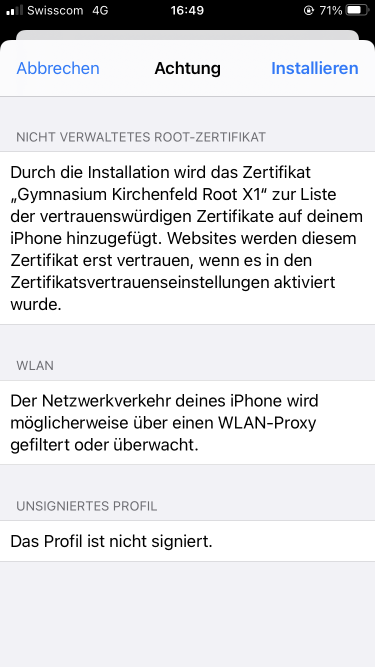 Swisscom 4G 16:49 71%
Abbrechen Achtung Installieren
NICHT VERWALTETES ROOT-ZERTIFIKAT
Durch die Installation wird das Zertifikat
„Gymnasium Kirchenfeld Root X1“ zur Liste
der vertrauenswürdigen Zertifikate auf deinem
iPhone hinzugefügt. Websites werden diesem
Zertifikat erst vertrauen, wenn es in den
Zertifikatsvertrauenseinstellungen aktiviert
wurde.
WLAN
Der Netzwerkverkehr deines iPhone wird
möglicherweise über einen WLAN-Proxy
gefiltert oder überwacht.
UNSIGNIERTES PROFIL
Das Profil ist nicht signiert.